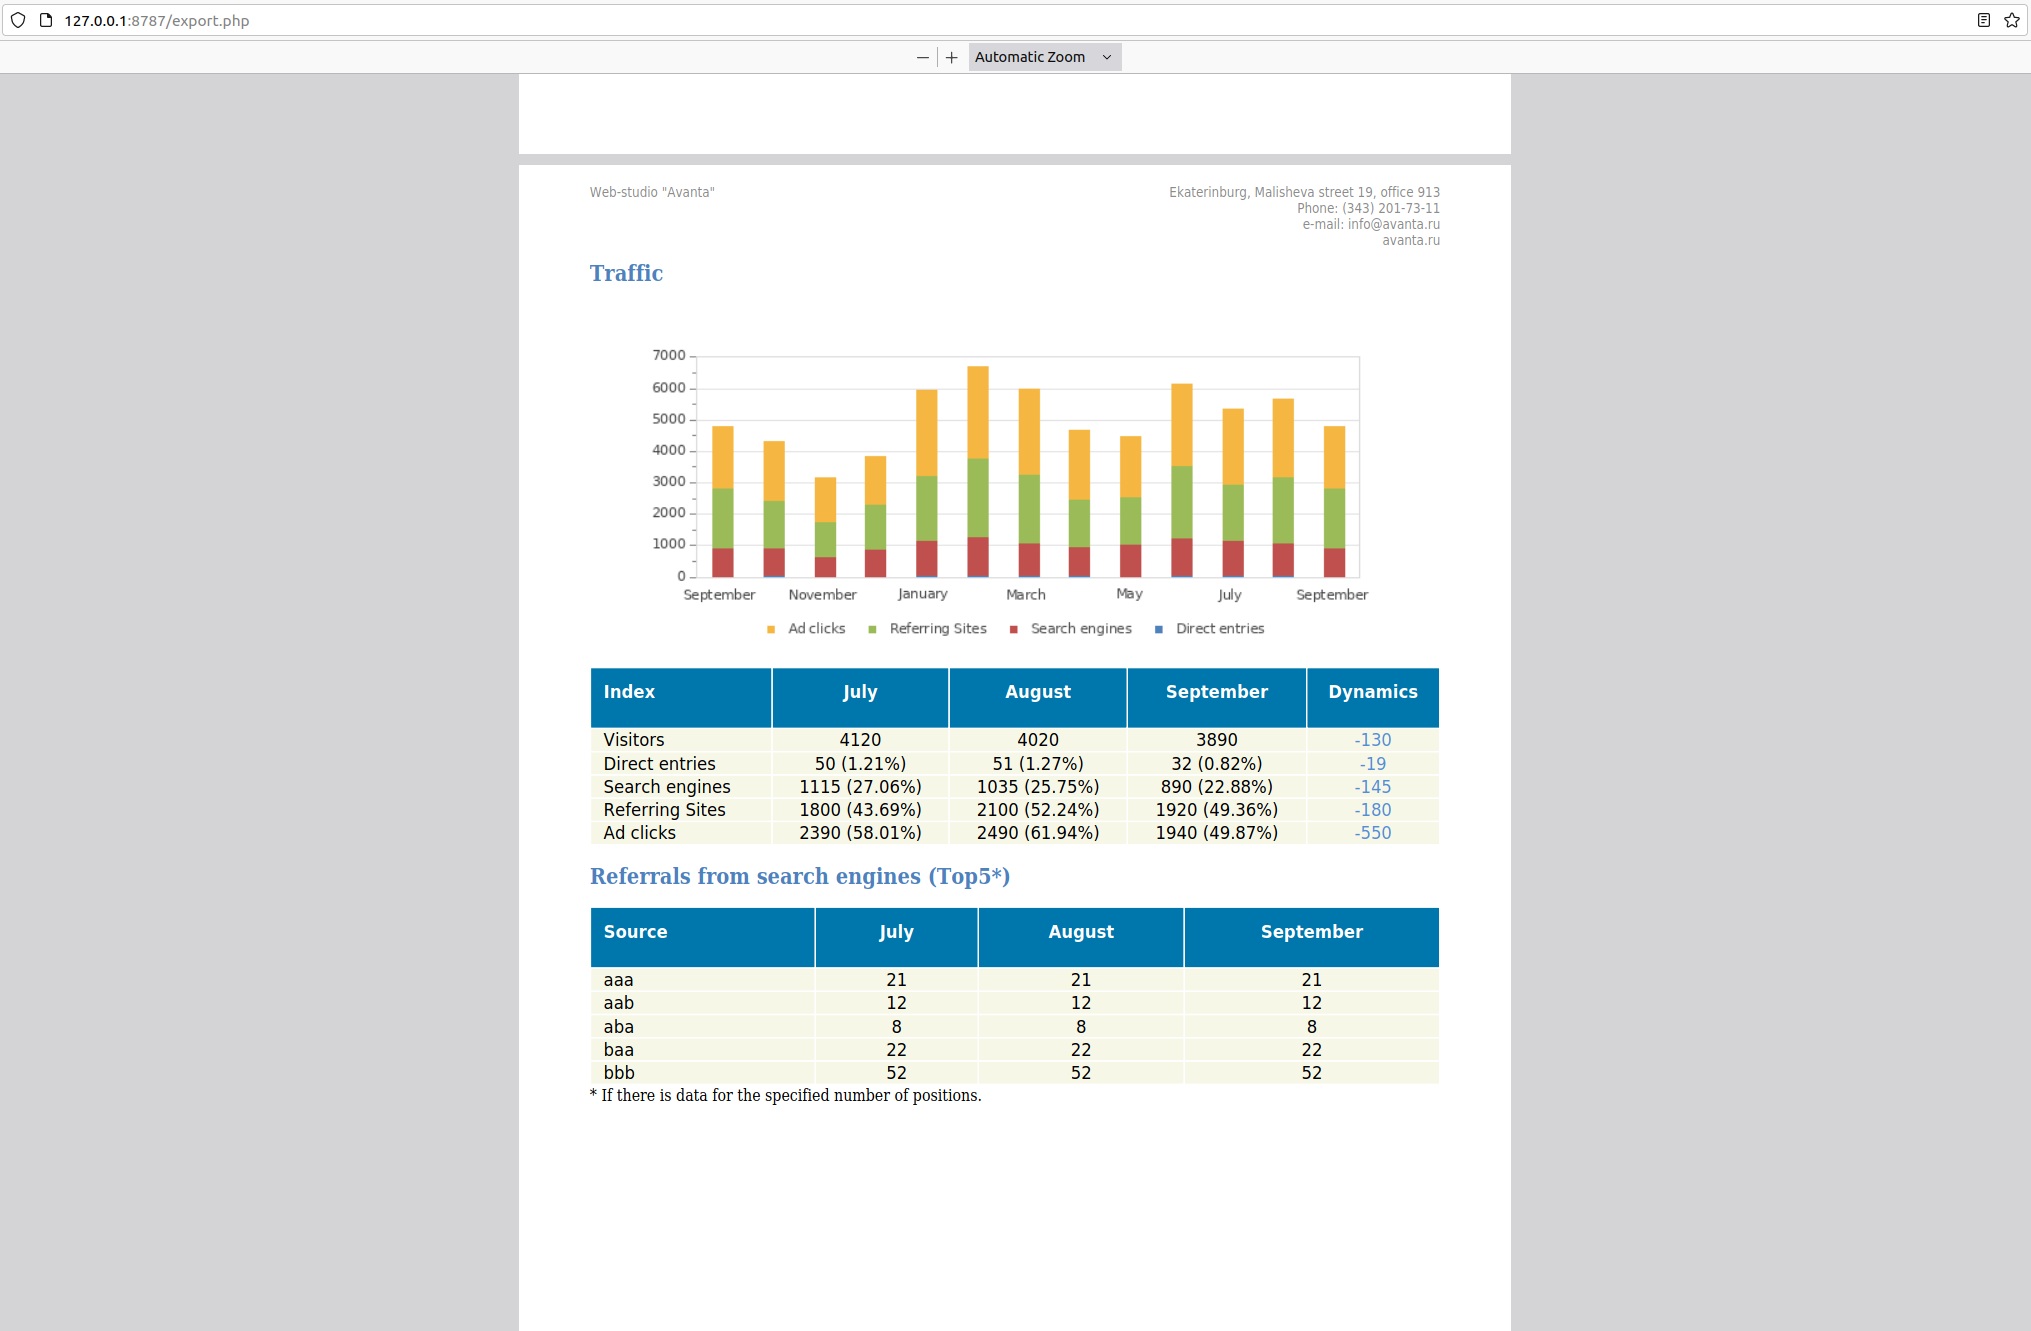 127.0.0.1:8787/export.php
Automatic Zoom
Web-studio "Avanta"
Ekaterinburg, Malisheva street 19, office 913
Phone: (343) 201-73-11
e-mail: info@avanta.ru
avanta.ru
Traffic
7000
6000
5000
4000
3000
2000
1000
0
September November January March May July September
Ad clicks Referring Sites Search engines Direct entries
Index July August September Dynamics
Visitors 4120 4020 3890 -130
Direct entries 50 (1.21%) 51 (1.27%) 32 (0.82%) -19
Search engines 1115 (27.06%) 1035 (25.75%) 890 (22.88%) -145
Referring Sites 1800 (43.69%) 2100 (52.24%) 1920 (49.36%) -180
Ad clicks 2390 (58.01%) 2490 (61.94%) 1940 (49.87%) -550
Referrals from search engines (Top5*)
Source July August September
aaa 21 21 21
aab 12 12 12
aba 8 8 8
baa 22 22 22
bbb 52 52 52
* If there is data for the specified number of positions.